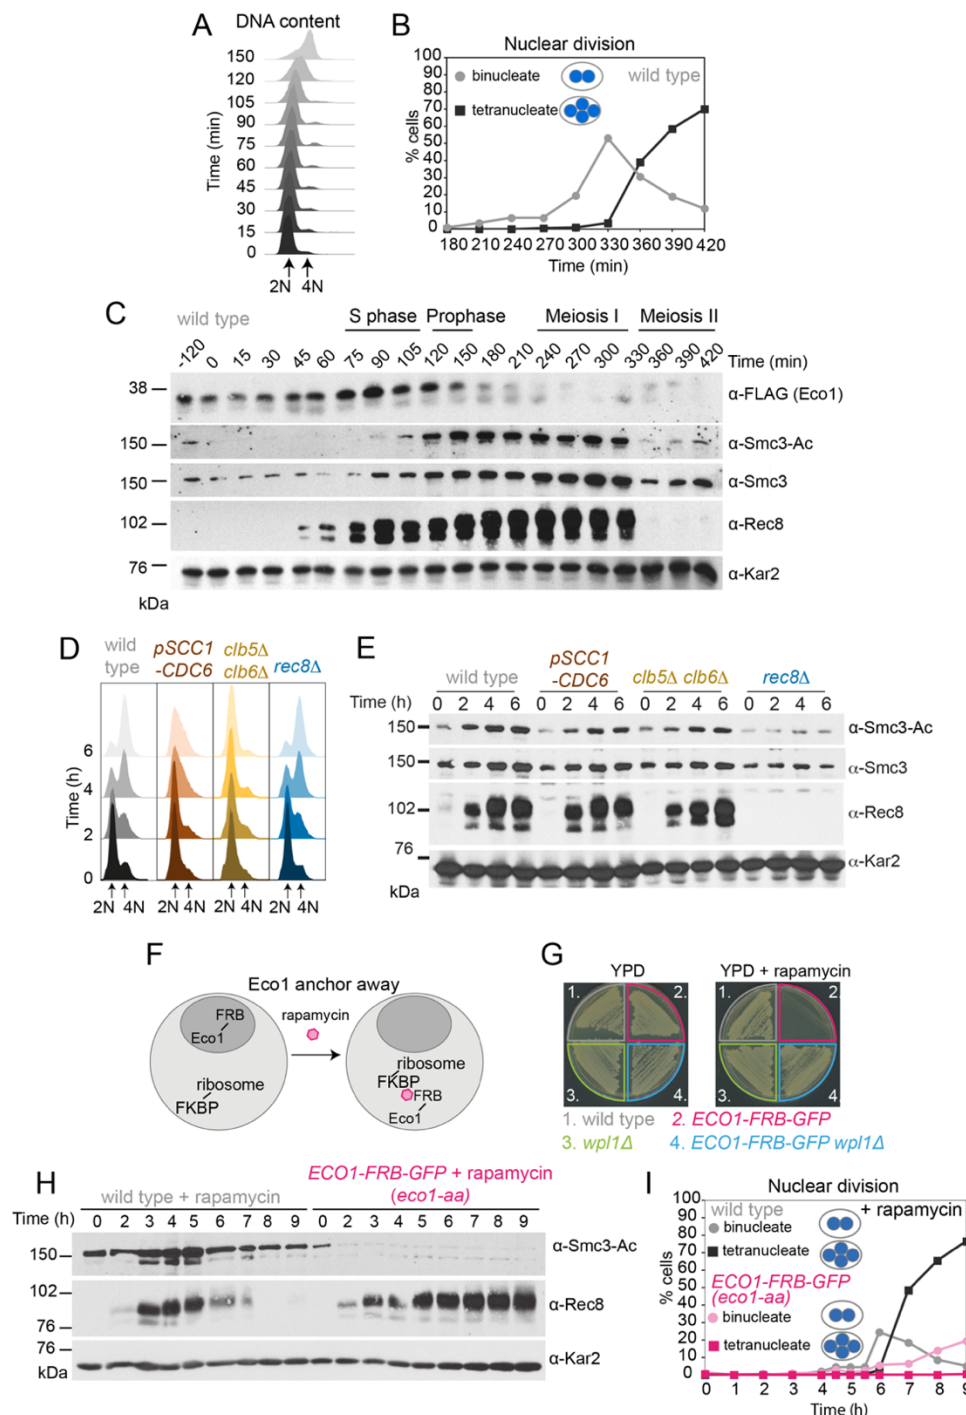 A
DNA content
150
120
105
90
75
60
45
30
15
0
Time (min)
2N 4N
B
Nuclear division
100
90
80
70
60
50
40
30
20
10
0
% cells
binucleate
tetranucleate
wild type
180 210 240 270 300 330 360 390 420
Time (min)
C
wild type
S phase Prophase Meiosis I Meiosis II
-120 0 15 30 45 60 75 90 105 120 150 180 210 240 270 300 330 360 390 420 Time (min)
38 α-FLAG (Eco1)
150 α-Smc3-Ac
150 α-Smc3
102 α-Rec8
76 α-Kar2
kDa
D
wild type
pSCC1 -CDC6
clb5Δ clb6Δ
rec8Δ
6
4
2
0
Time (h)
2N 4N 2N 4N 2N 4N 2N 4N
E
wild type
pSCC1 -CDC6
clb5Δ clb6Δ
rec8Δ
Time (h) 0 2 4 6 0 2 4 6 0 2 4 6 0 2 4 6
150 α-Smc3-Ac
150 α-Smc3
102 α-Rec8
76 α-Kar2
kDa
F
Eco1 anchor away
FRB
Eco1
ribosome
FKBP
rapamycin
ribosome
FKBP
FRB
Eco1
G
YPD YPD + rapamycin
1. 2. 1. 2.
3. 4. 3. 4.
1. wild type 2. ECO1-FRB-GFP
3. wpl1Δ 4. ECO1-FRB-GFP wpl1Δ
H
wild type + rapamycin
ECO1-FRB-GFP + rapamycin
(eco1-aa)
Time (h) 0 2 3 4 5 6 7 8 9 0 2 3 4 5 6 7 8 9
150 α-Smc3-Ac
102 α-Rec8
76
76 α-Kar2
kDa
I
Nuclear division
100
90
80
70
60
50
40
30
20
10
0
% cells
wild type + rapamycin
binucleate
tetranucleate
ECO1-FRB-GFP
(eco1-aa)
binucleate
tetranucleate
0 1 2 3 4 5 6 7 8 9
Time (h)